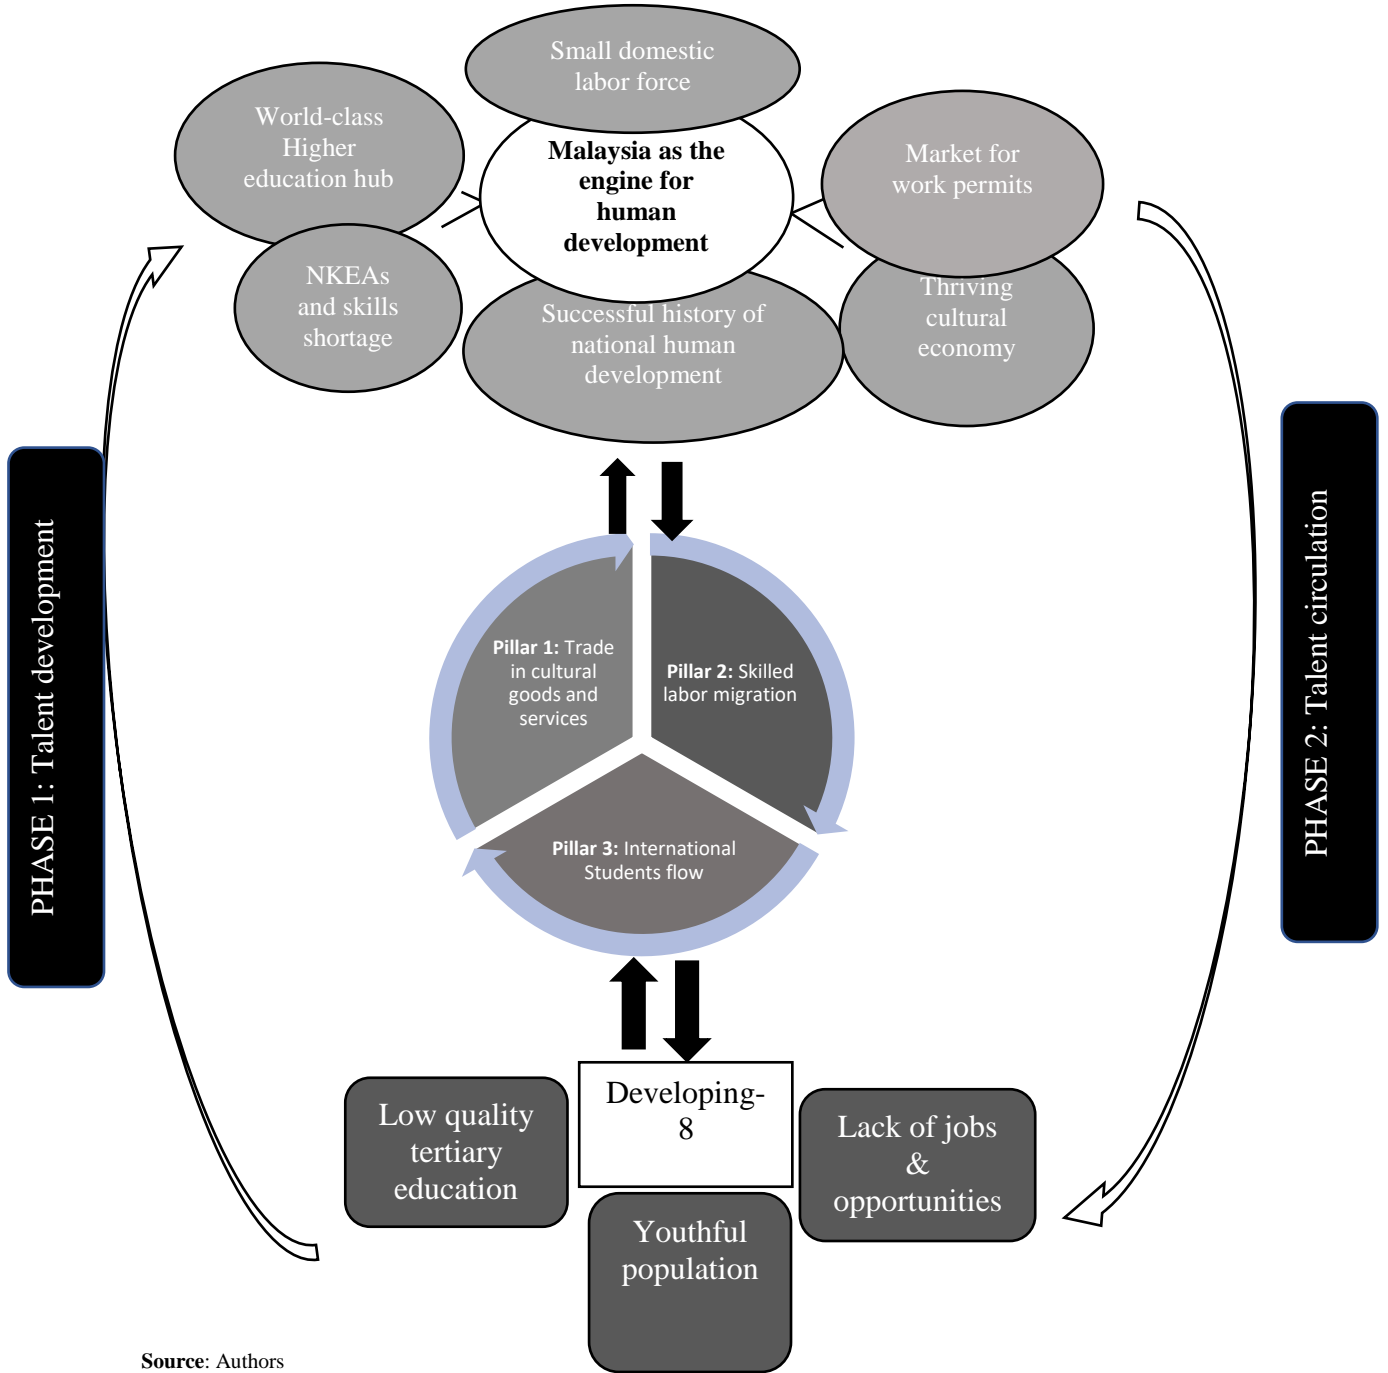 Small domestic
labor force
World-class
Higher
education hub
Malaysia as the
engine for
human
development
Market for
work permits
NKEAs
and skills
shortage
Successful history of
national human
development
Thriving
cultural
economy
PHASE 1: Talent development
PHASE 2: Talent circulation
Pillar 1: Trade
in cultural
goods and
services
Pillar 2: Skilled
labor migration
Pillar 3: International
Students flow
Developing-
8
Low quality
tertiary
education
Lack of jobs
&
opportunities
Youthful
population
Source: Authors